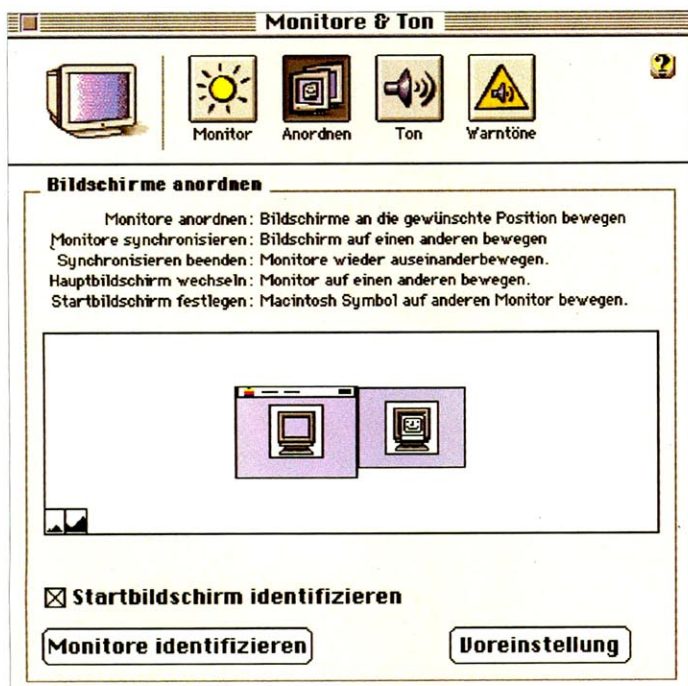 Monitore & Ton
Monitor
Anordnen
Ton
Warntöne
?
Bildschirme anordnen
Monitore anordnen: Bildschirme an die gewünschte Position bewegen
Monitore synchronisieren: Bildschirm auf einen anderen bewegen
Synchronisieren beenden: Monitore wieder auseinanderbewegen.
Hauptbildschirm wechseln: Monitor auf einen anderen bewegen.
Startbildschirm festlegen: Macintosh Symbol auf anderen Monitor bewegen.
Startbildschirm identifizieren
Monitore identifizieren
Voreinstellung